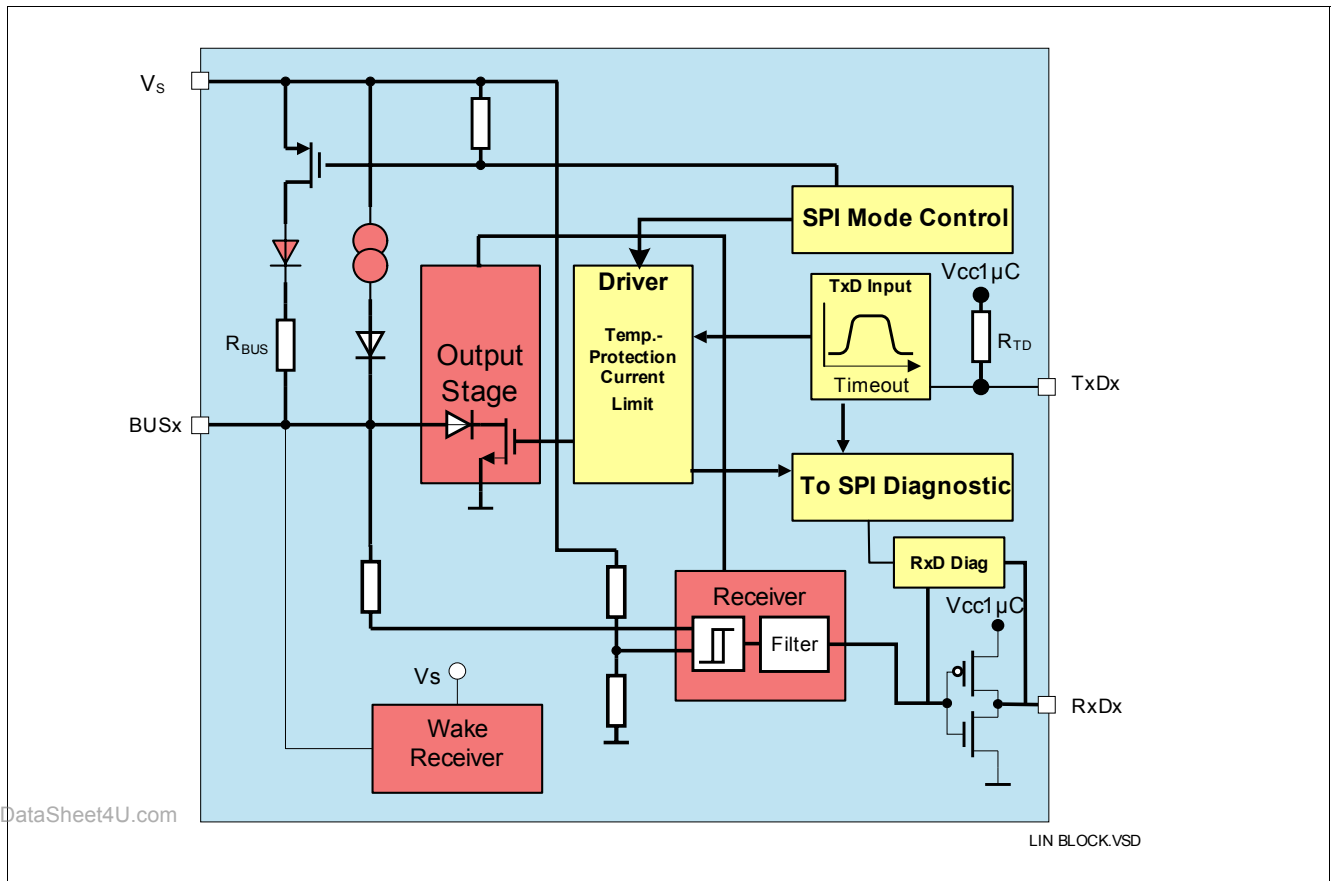 VS
SPI Mode Control
Vcc1µC
Driver
TxD Input
Temp.-
Protection
Current
Limit
RTD
RBUS
Output
Stage
Timeout
TxDx
BUSx
To SPI Diagnostic
RxD Diag
Receiver
Vcc1µC
Filter
Vs
RxDx
Wake
Receiver
DataSheet4U.com
LIN BLOCK.VSD